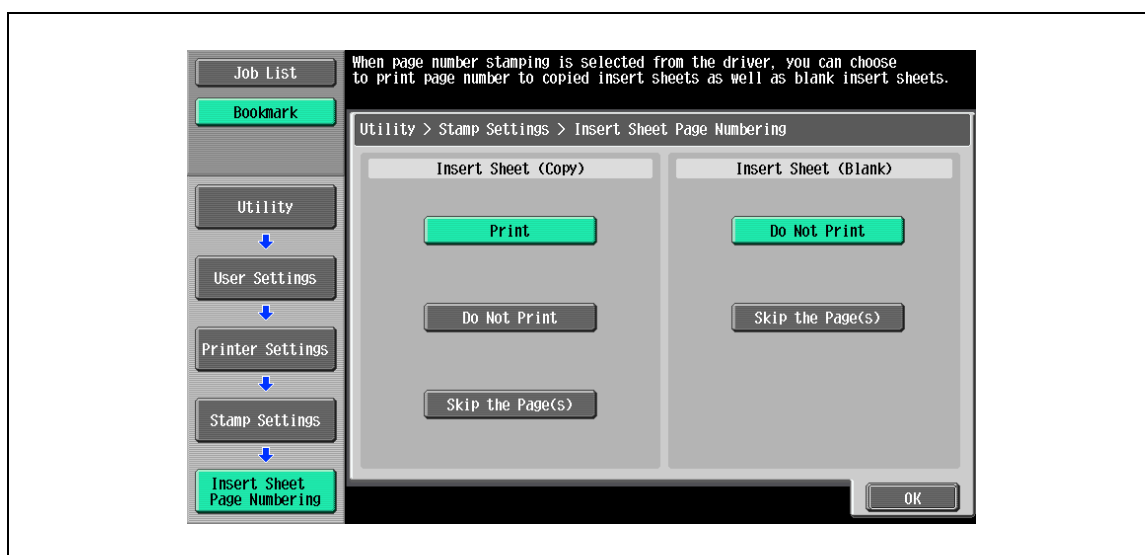 Job List
Bookmark
When page number stamping is selected from the driver, you can choose
to print page number to copied insert sheets as well as blank insert sheets.
Utility > Stamp Settings > Insert Sheet Page Numbering
Utility
User Settings
Printer Settings
Stamp Settings
Insert Sheet
Page Numbering
Insert Sheet (Copy)
Print
Do Not Print
Skip the Page(s)
Insert Sheet (Blank)
Do Not Print
Skip the Page(s)
OK